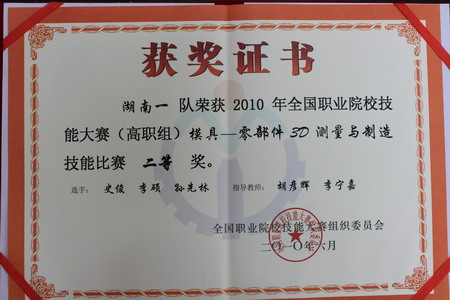 获奖证书
湖南一 队荣获 2010 年全国职业院校技
能大赛（高职组）模具—零部件3D测量与制造
技能比赛 二等 奖。
选手： 史俊 李硕 孙先林 指导教师： 胡彦辉 李宁嘉
全国职业院校技能大赛组织委员会
二〇一〇年六月